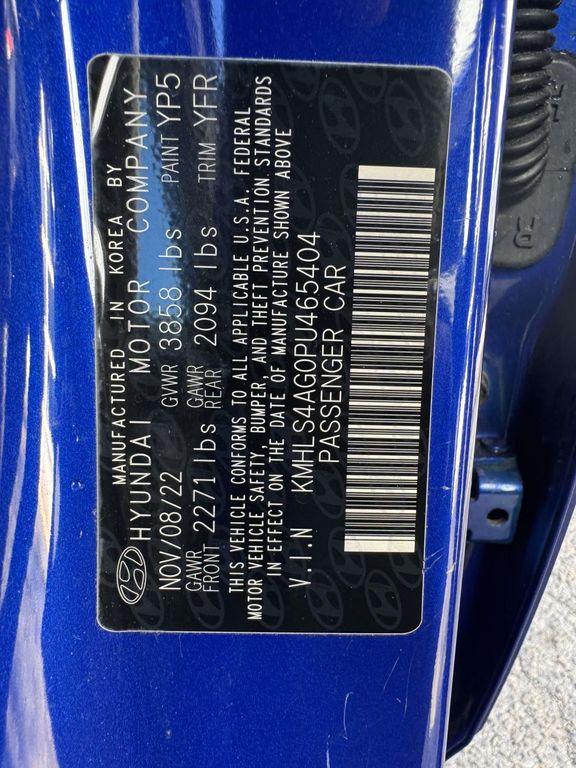 MANUFACTURED IN KOREA BY
HYUNDAI MOTOR COMPANY
NOV/08/22 GVWR 3858 lbs PAINT YP5
GAWR FRONT 2271 lbs GAWR REAR 2094 lbs TRIM YFR
THIS VEHICLE CONFORMS TO ALL APPLICABLE U.S.A. FEDERAL
MOTOR VEHICLE SAFETY, BUMPER, AND THEFT PREVENTION STANDARDS
IN EFFECT ON THE DATE OF MANUFACTURE SHOWN ABOVE
V.I.N KMHLS4AG0PU465404
PASSENGER CAR